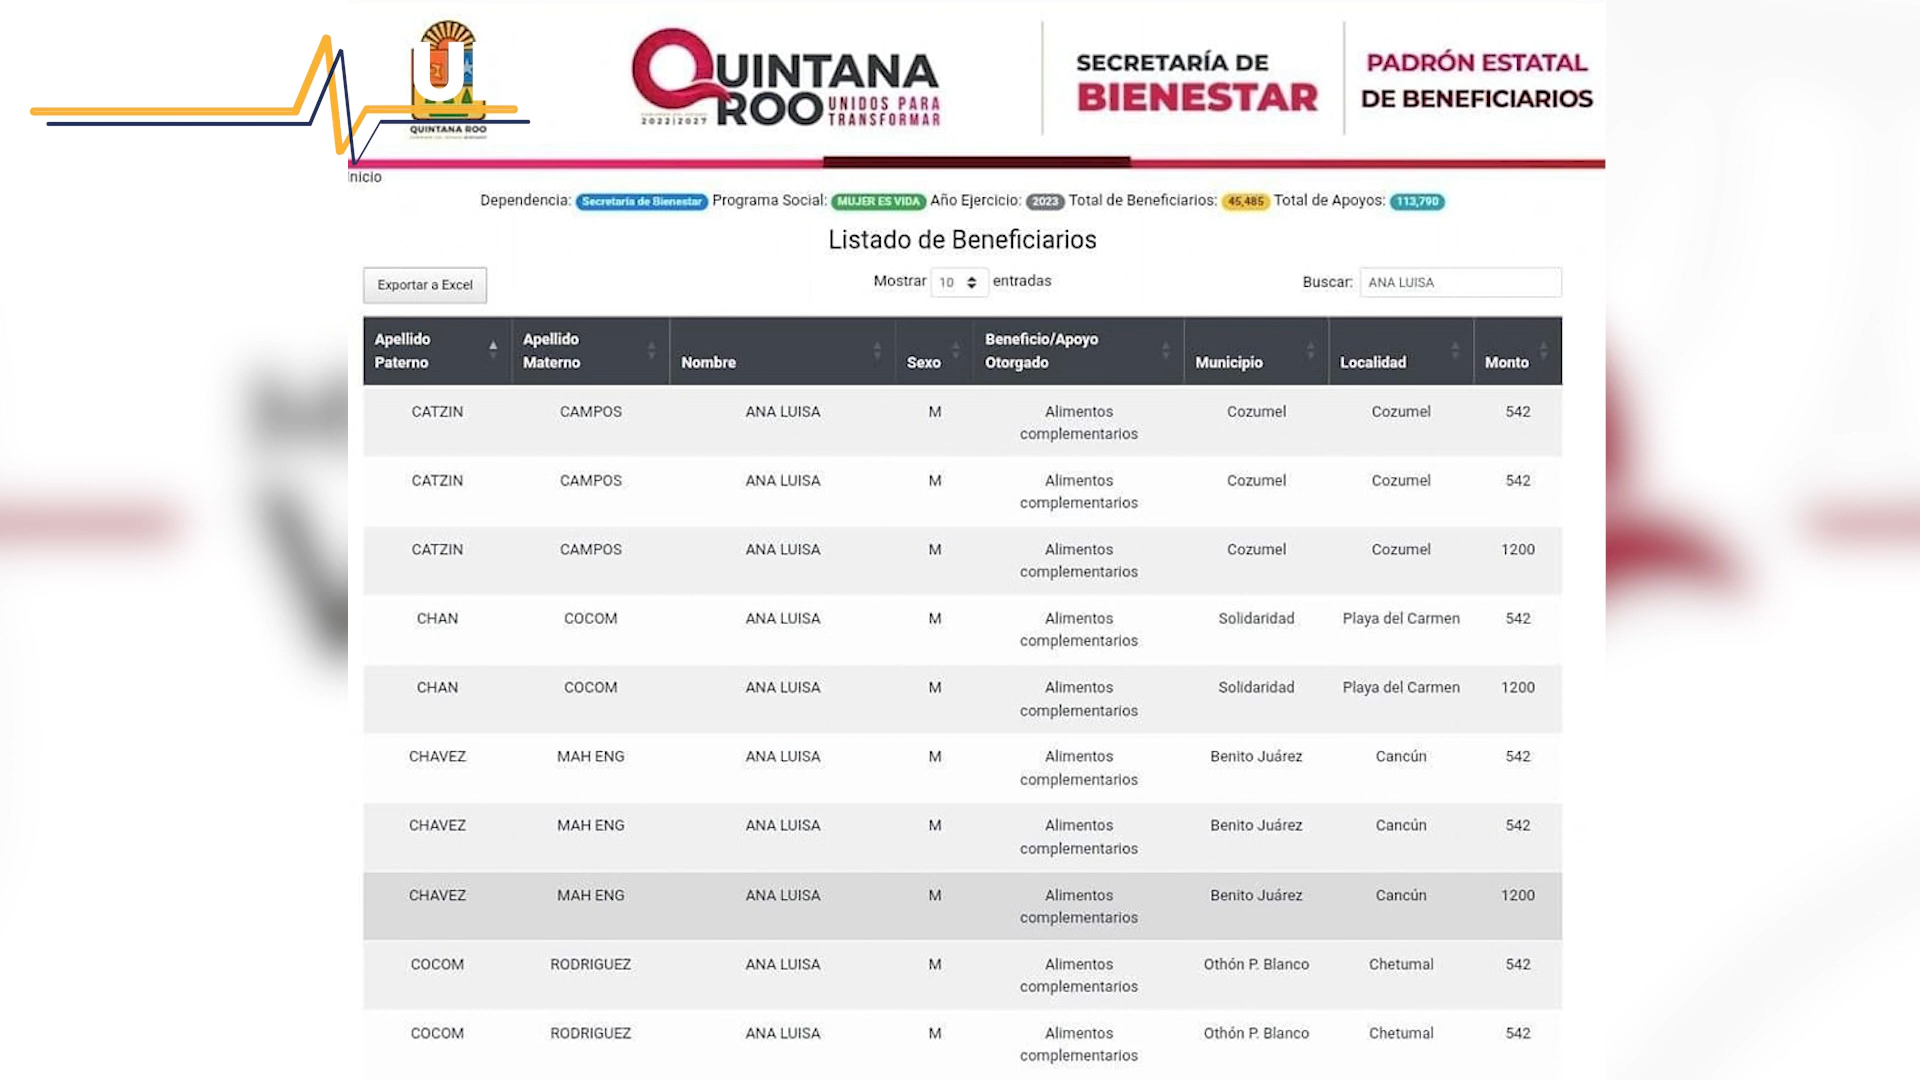 U
QUINTANA ROO
QUINTANA
ROO UNIDOS PARA
TRANSFORMAR
2022|2027
SECRETARÍA DE
BIENESTAR
PADRÓN ESTATAL
DE BENEFICIARIOS
nicio
Dependencia: Secretaría de Bienestar Programa Social: MUJER ES VIDA Año Ejercicio: 2023 Total de Beneficiarios: 45,485 Total de Apoyos: 113,790
Listado de Beneficiarios
Exportar a Excel Mostrar 10 entradas Buscar: ANA LUISA
Apellido Paterno Apellido Materno Nombre Sexo Beneficio/Apoyo Otorgado Municipio Localidad Monto
CATZIN CAMPOS ANA LUISA M Alimentos complementarios Cozumel Cozumel 542
CATZIN CAMPOS ANA LUISA M Alimentos complementarios Cozumel Cozumel 542
CATZIN CAMPOS ANA LUISA M Alimentos complementarios Cozumel Cozumel 1200
CHAN COCOM ANA LUISA M Alimentos complementarios Solidaridad Playa del Carmen 542
CHAN COCOM ANA LUISA M Alimentos complementarios Solidaridad Playa del Carmen 1200
CHAVEZ MAH ENG ANA LUISA M Alimentos complementarios Benito Juárez Cancún 542
CHAVEZ MAH ENG ANA LUISA M Alimentos complementarios Benito Juárez Cancún 542
CHAVEZ MAH ENG ANA LUISA M Alimentos complementarios Benito Juárez Cancún 1200
COCOM RODRIGUEZ ANA LUISA M Alimentos complementarios Othón P. Blanco Chetumal 542
COCOM RODRIGUEZ ANA LUISA M Alimentos complementarios Othón P. Blanco Chetumal 542